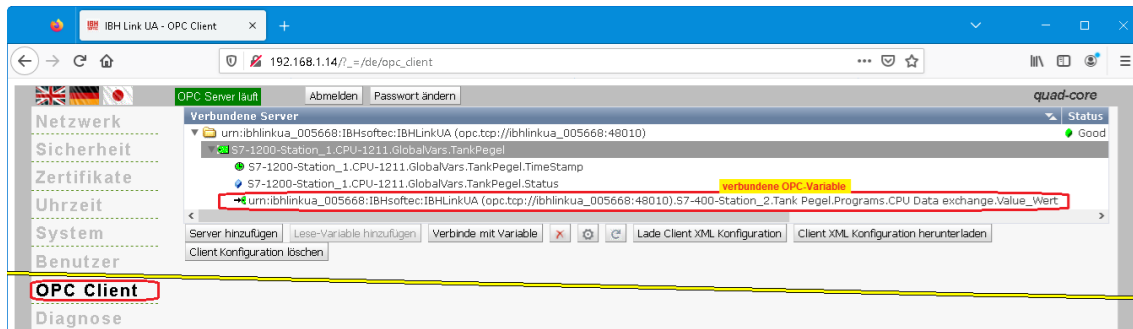 IBH Link UA - OPC Client
192.168.1.14/?_=/de/opc_client
OPC Server läuft Abmelden Passwort ändern quad-core
Netzwerk
Sicherheit
Zertifikate
Uhrzeit
System
Benutzer
OPC Client
Diagnose
Verbundene Server Status
urn:ibhlinkua_005668:IBHsoftec:IBHLinkUA (opc.tcp://ibhlinkua_005668:48010) Good
S7-1200-Station_1.CPU-1211.GlobalVars.TankPegel
S7-1200-Station_1.CPU-1211.GlobalVars.TankPegel.TimeStamp
S7-1200-Station_1.CPU-1211.GlobalVars.TankPegel.Status
verbundene OPC-Variable
urn:ibhlinkua_005668:IBHsoftec:IBHLinkUA (opc.tcp://ibhlinkua_005668:48010).S7-400-Station_2.Tank Pegel.Programs.CPU Data exchange.Value_Wert
Server hinzufügen Lese-Variable hinzufügen Verbinde mit Variable Lade Client XML Konfiguration Client XML Konfiguration herunterladen
Client Konfiguration löschen